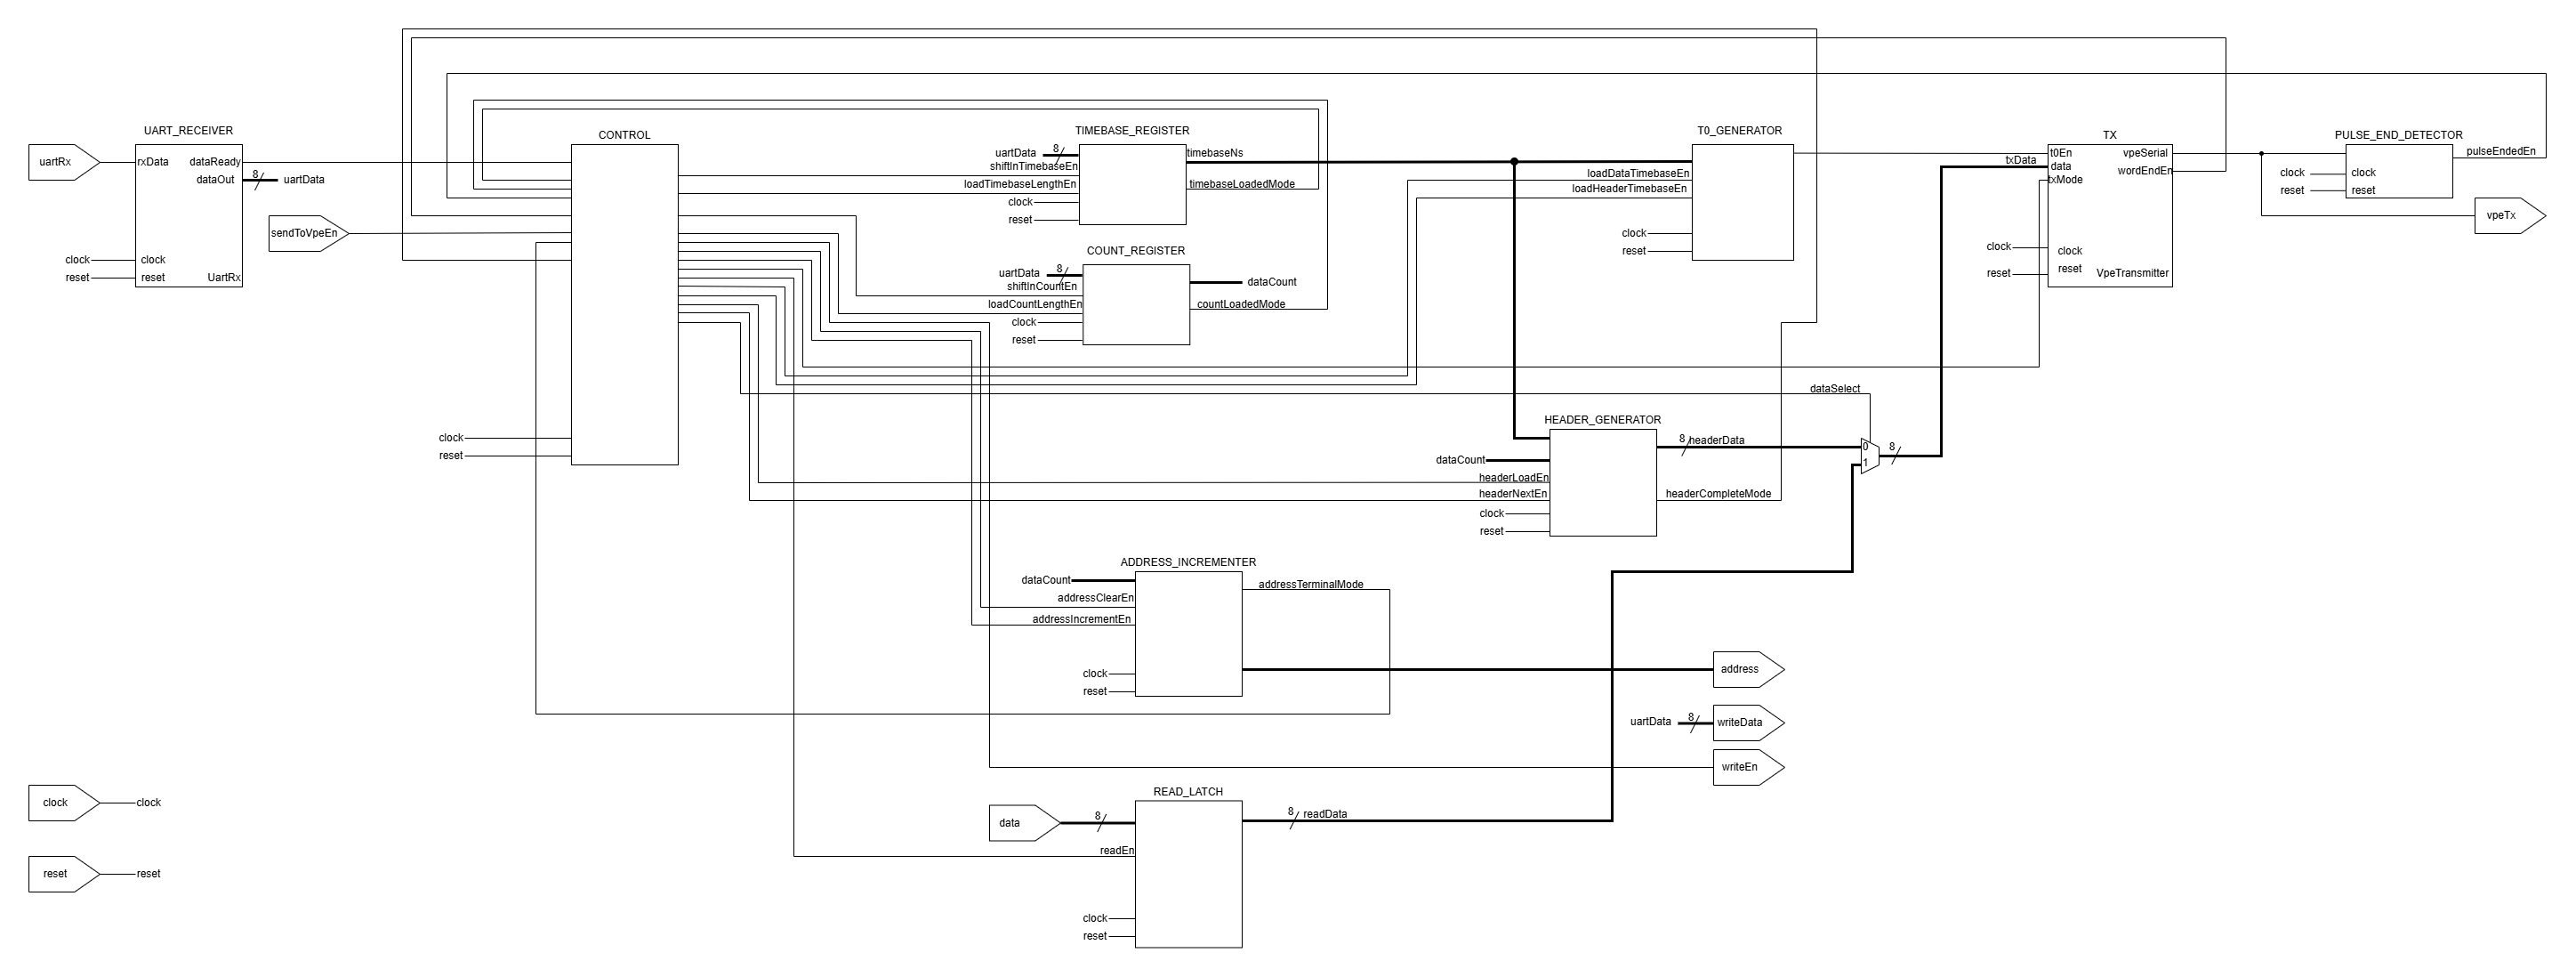 UART_RECEIVER
uartRx
rxData
dataReady
dataOut
8
uartData
clock
clock
reset
reset
UartRx
sendToVpeEn
CONTROL
clock
reset
TIMEBASE_REGISTER
uartData
8
timebaseNs
shiftInTimebaseEn
loadTimebaseLengthEn
timebaseLoadedMode
clock
reset
COUNT_REGISTER
uartData
8
shiftInCountEn
dataCount
loadCountLengthEn
countLoadedMode
clock
reset
T0_GENERATOR
loadDataTimebaseEn
loadHeaderTimebaseEn
clock
reset
TX
t0En
vpeSerial
txData
data
wordEndEn
txMode
clock
clock
reset
reset
VpeTransmitter
PULSE_END_DETECTOR
pulseEndedEn
clock
clock
reset
reset
vpeTx
dataSelect
HEADER_GENERATOR
8
headerData
0
8
dataCount
1
headerLoadEn
headerNextEn
headerCompleteMode
clock
reset
ADDRESS_INCREMENTER
dataCount
addressTerminalMode
addressClearEn
addressIncrementEn
clock
reset
address
uartData
8
writeData
writeEn
READ_LATCH
data
8
8
readData
readEn
clock
reset
clock
clock
reset
reset